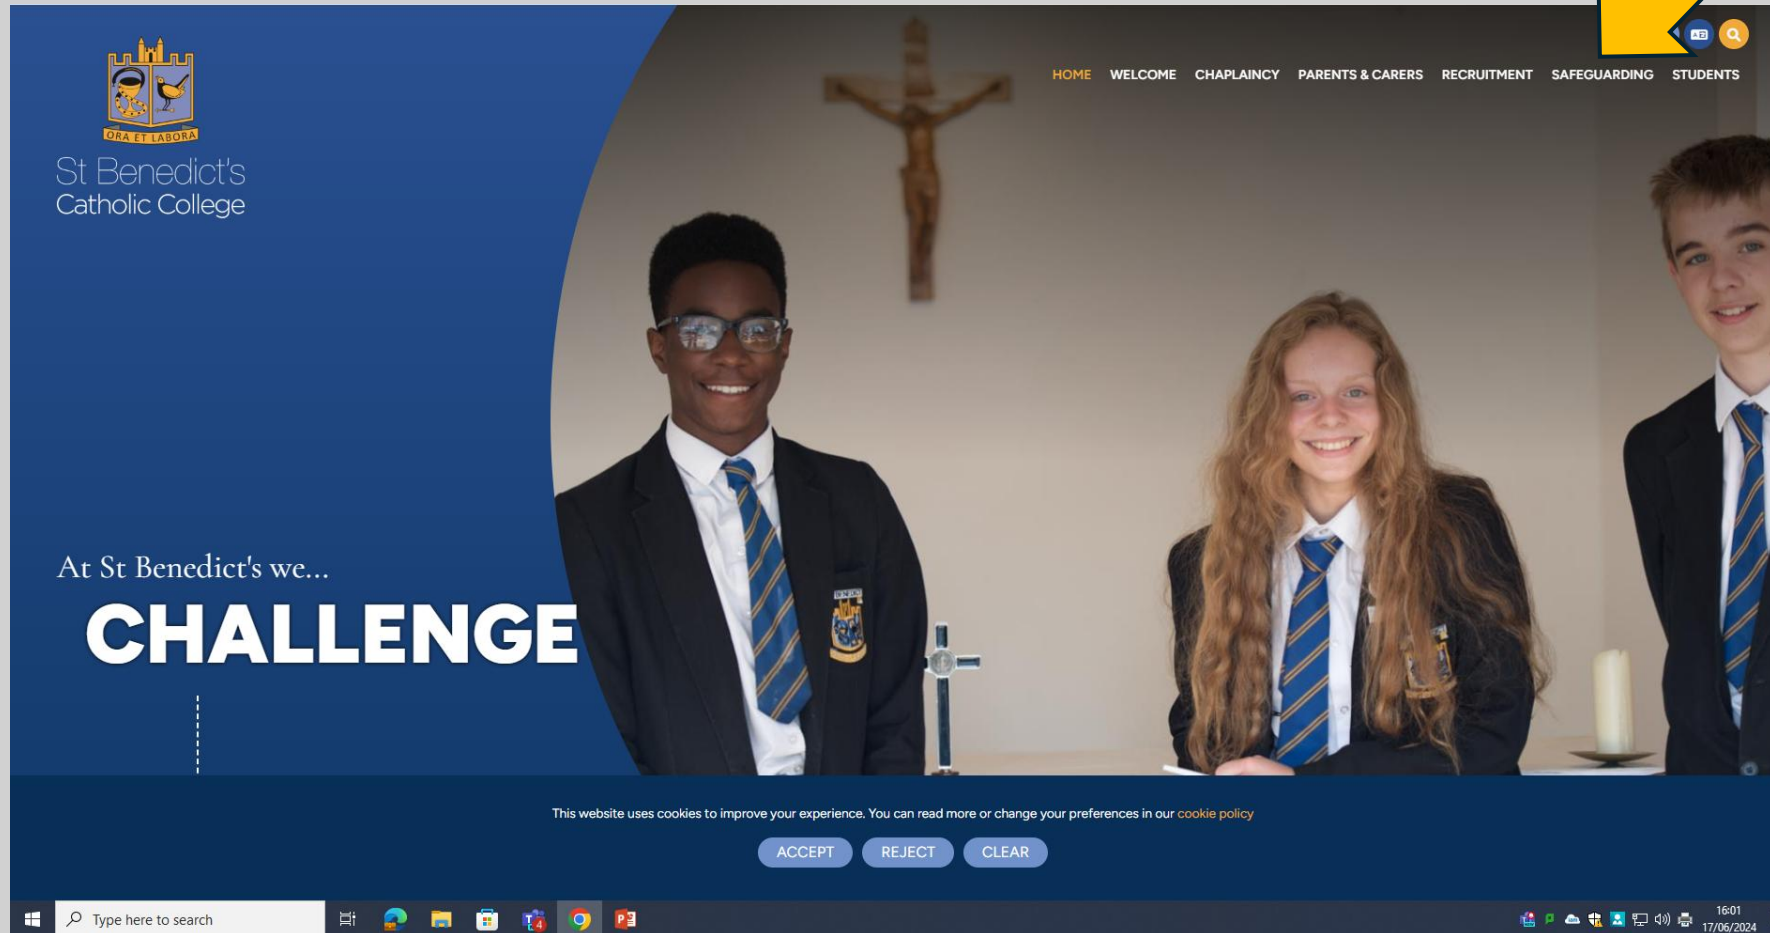 HOME WELCOME CHAPLAINCY PARENTS & CARERS RECRUITMENT SAFEGUARDING STUDENTS
ORA ET LABORA
St Benedict's
Catholic College
At St Benedict's we...
CHALLENGE
This website uses cookies to improve your experience. You can read more or change your preferences in our cookie policy
ACCEPT REJECT CLEAR
Type here to search
4
16:01
17/06/2024